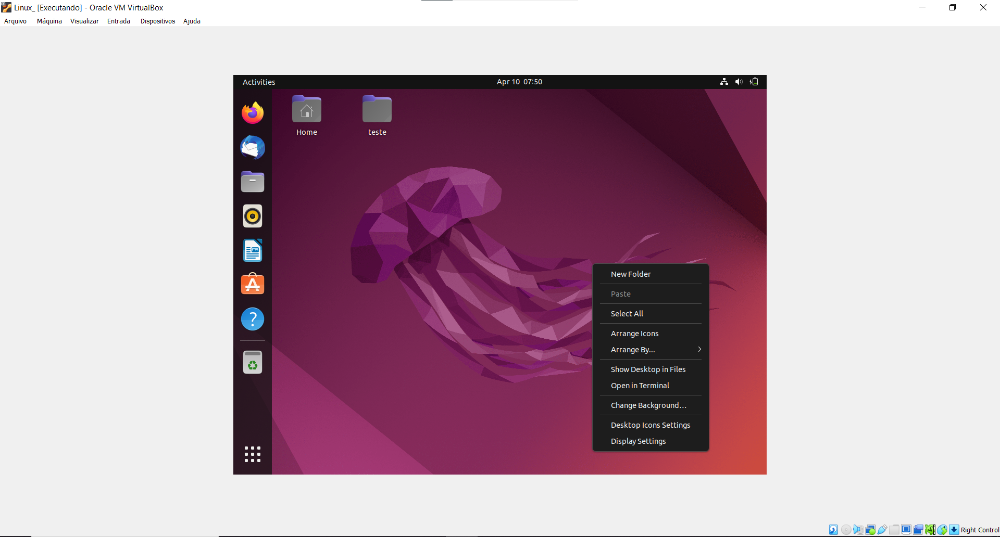 Linux_ [Executando] - Oracle VM VirtualBox
Arquivo Máquina Visualizar Entrada Dispositivos Ajuda
Activities Apr 10 07:50
Home teste
New Folder
Paste
Select All
Arrange Icons
Arrange By...
Show Desktop in Files
Open in Terminal
Change Background…
Desktop Icons Settings
Display Settings
Right Control